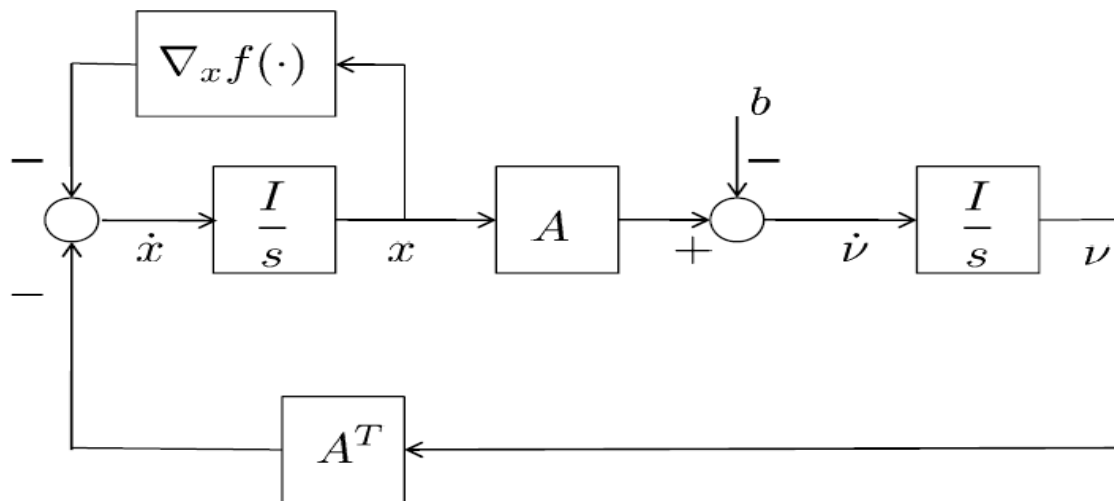 ∇ₓf(·)
b
−
−
I
s
A
I
s
ẋ
x
+
ν̇
ν
−
Aᵀ